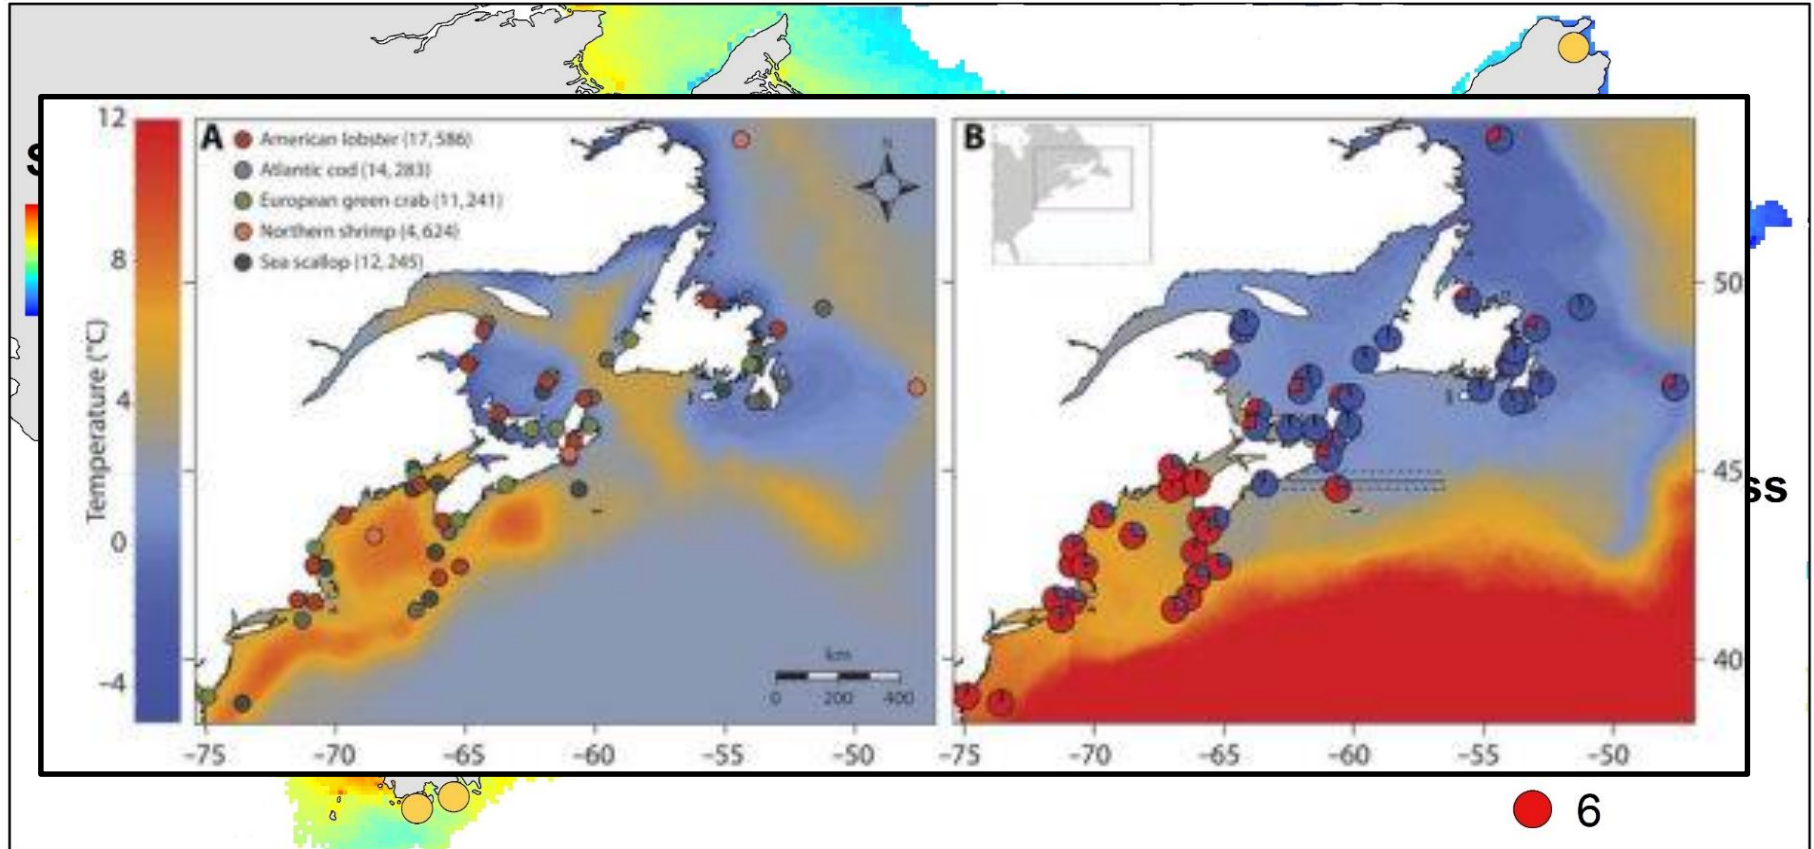 A
American lobster (17, 586)
Atlantic cod (14, 283)
European green crab (11, 241)
Northern shrimp (4, 624)
Sea scallop (12, 245)
N
B
12
8
4
0
-4
Temperature (°C)
km
0 200 400
50
45
40
-75 -70 -65 -60 -55 -50
-75 -70 -65 -60 -55 -50
ss
6